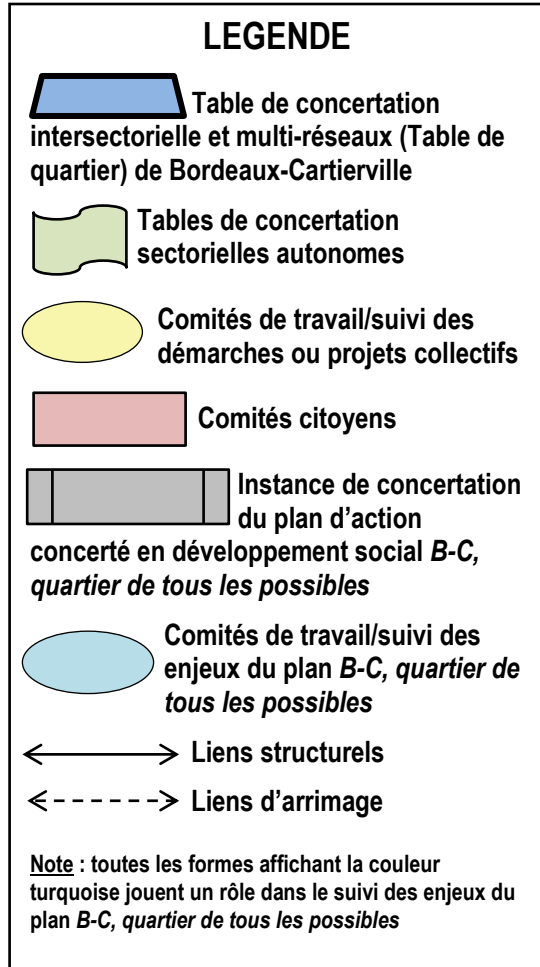 LEGENDE
Table de concertation
intersectorielle et multi-réseaux (Table de
quartier) de Bordeaux-Cartierville
Tables de concertation
sectorielles autonomes
Comités de travail/suivi des
démarches ou projets collectifs
Comités citoyens
Instance de concertation
du plan d’action
concerté en développement social B-C,
quartier de tous les possibles
Comités de travail/suivi des
enjeux du plan B-C, quartier de
tous les possibles
Liens structurels
Liens d’arrimage
Note : toutes les formes affichant la couleur
turquoise jouent un rôle dans le suivi des enjeux du
plan B-C, quartier de tous les possibles